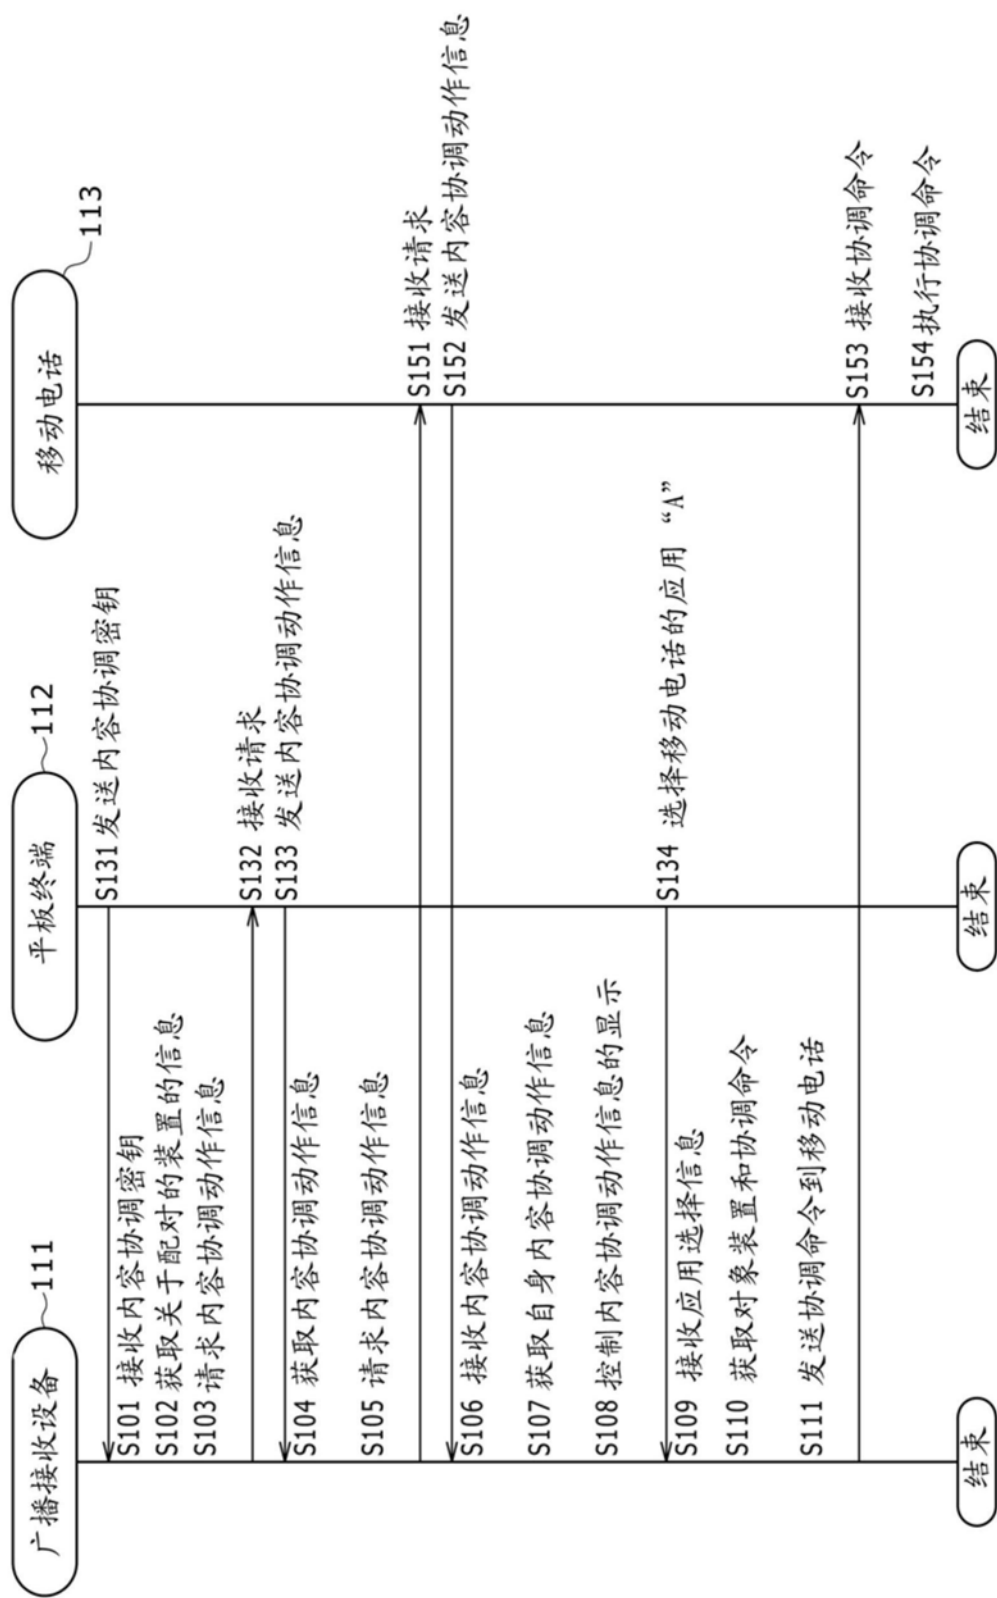 广播接收设备
111
平板终端
112
移动电话
113
S131 发送内容协调密钥
S101 接收内容协调密钥
S102 获取关于配对的装置的信息
S103 请求内容协调动作信息
S132 接收请求
S133 发送内容协调动作信息
S104 获取内容协调动作信息
S105 请求内容协调动作信息
S151 接收请求
S152 发送内容协调动作信息
S106 接收内容协调动作信息
S107 获取自身内容协调动作信息
S108 控制内容协调动作信息的显示
S134 选择移动电话的应用“A”
S109 接收应用选择信息
S110 获取对象装置和协调命令
S111 发送协调命令到移动电话
S153 接收协调命令
S154 执行协调命令
结束
结束
结束